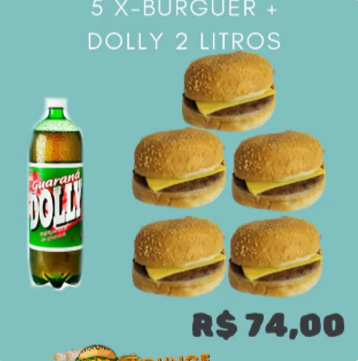 5 X-BURGUER +
DOLLY 2 LITROS
Guaraná
DOLLY
R$ 74,00